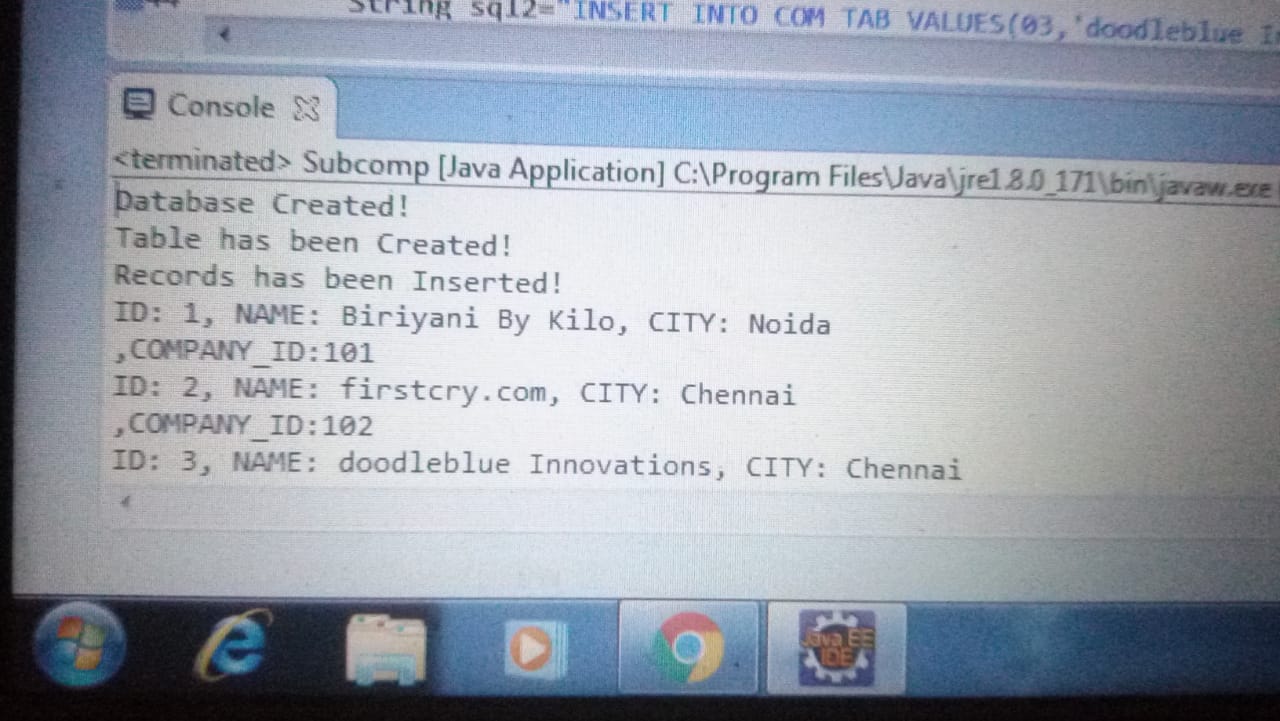 String sql2="INSERT INTO COM TAB VALUES(03,'doodleblue
Console
<terminated> Subcomp [Java Application] C:\Program Files\Java\jre1.8.0_171\bin\javaw.exe
Database Created!
Table has been Created!
Records has been Inserted!
ID: 1, NAME: Biriyani By Kilo, CITY: Noida
,COMPANY_ID:101
ID: 2, NAME: firstcry.com, CITY: Chennai
,COMPANY_ID:102
ID: 3, NAME: doodleblue Innovations, CITY: Chennai
Java EE
IDE